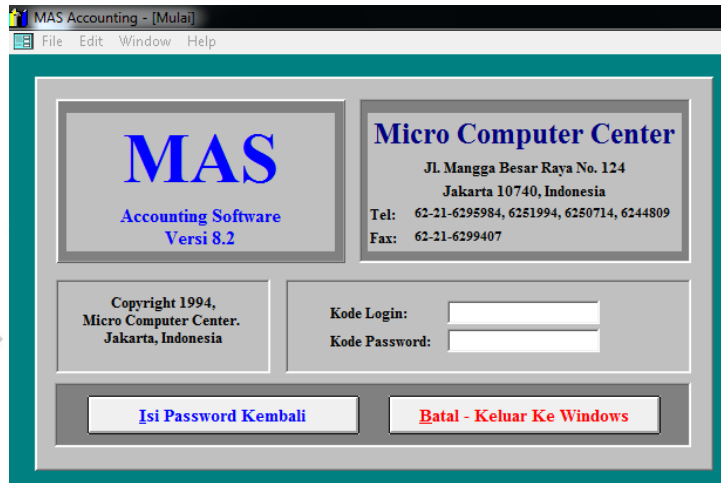 MAS Accounting - [Mulai]
File Edit Window Help
MAS
Accounting Software
Versi 8.2
Micro Computer Center
Jl. Mangga Besar Raya No. 124
Jakarta 10740, Indonesia
Tel: 62-21-6295984, 6251994, 6250714, 6244809
Fax: 62-21-6299407
Copyright 1994,
Micro Computer Center.
Jakarta, Indonesia
Kode Login:
Kode Password:
Isi Password Kembali
Batal - Keluar Ke Windows